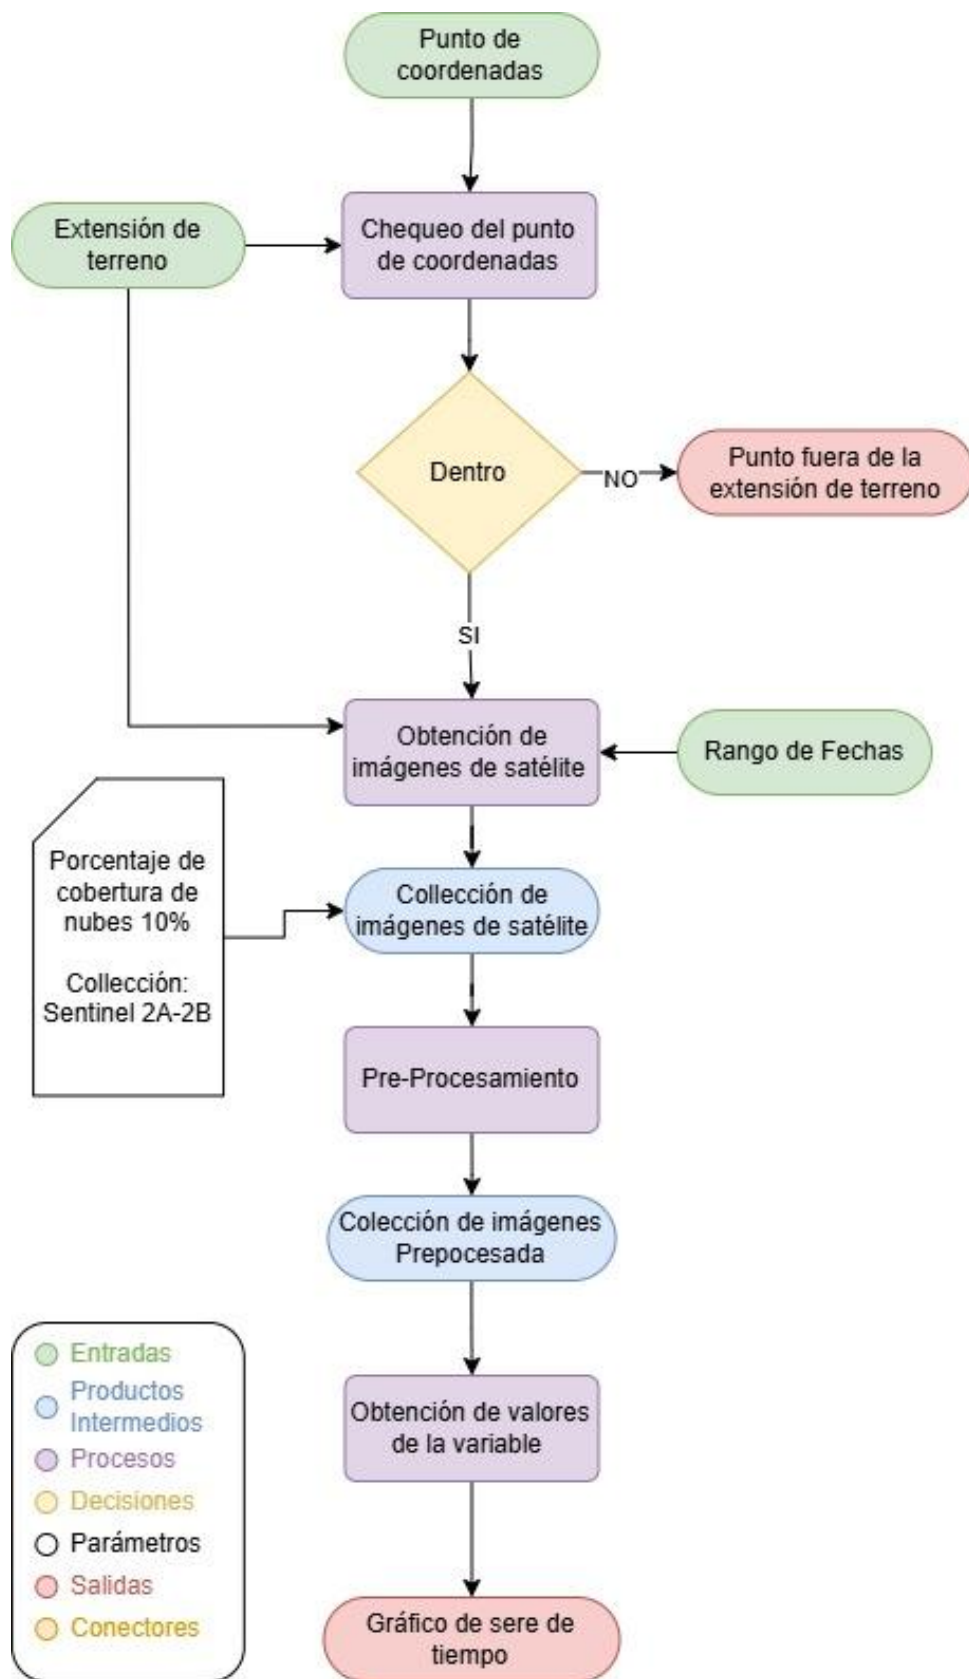 Punto de
coordenadas
Extensión de
terreno
Chequeo del punto
de coordenadas
Dentro
NO
Punto fuera de la
extensión de terreno
SI
Obtención de
imágenes de satélite
Rango de Fechas
Porcentaje de
cobertura de
nubes 10%
Collección:
Sentinel 2A-2B
Collección de
imágenes de satélite
Pre-Procesamiento
Colección de imágenes
Prepocesada
Obtención de valores
de la variable
Gráfico de sere de
tiempo
Entradas
Productos
Intermedios
Procesos
Decisiones
Parámetros
Salidas
Conectores